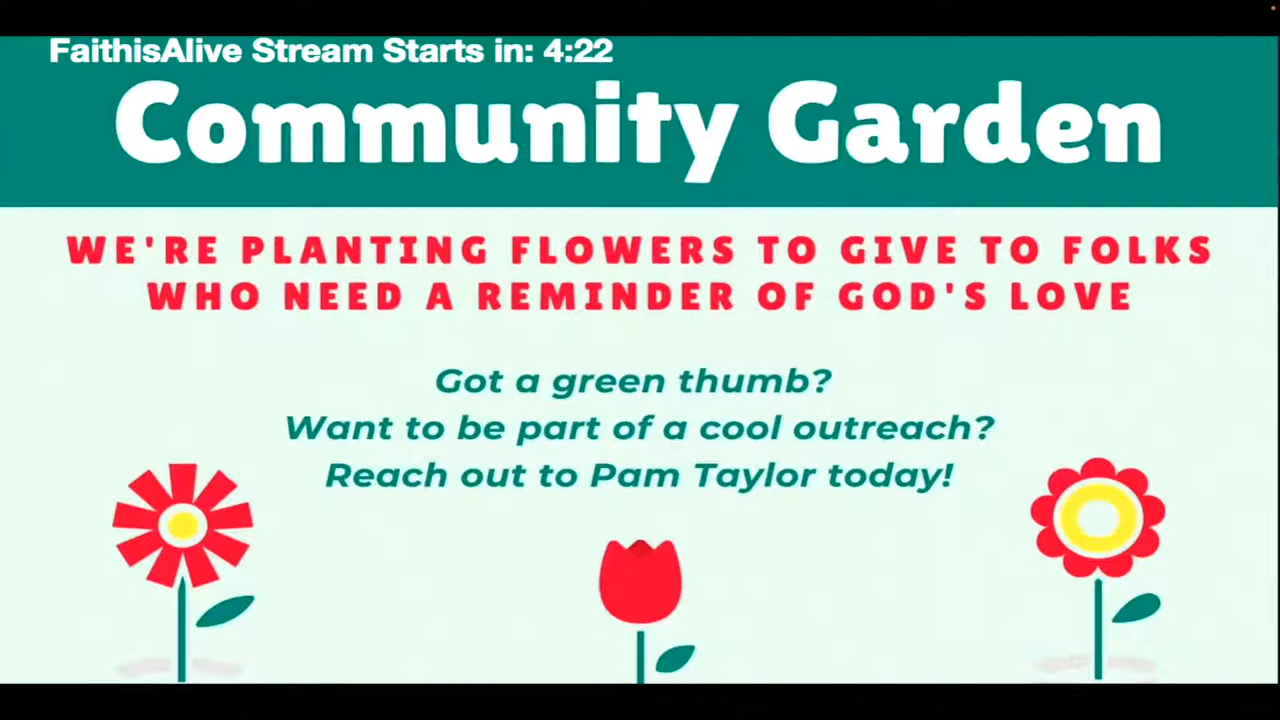 FaithisAlive Stream Starts in: 4:22
Community Garden
WE'RE PLANTING FLOWERS TO GIVE TO FOLKS
WHO NEED A REMINDER OF GOD'S LOVE
Got a green thumb?
Want to be part of a cool outreach?
Reach out to Pam Taylor today!